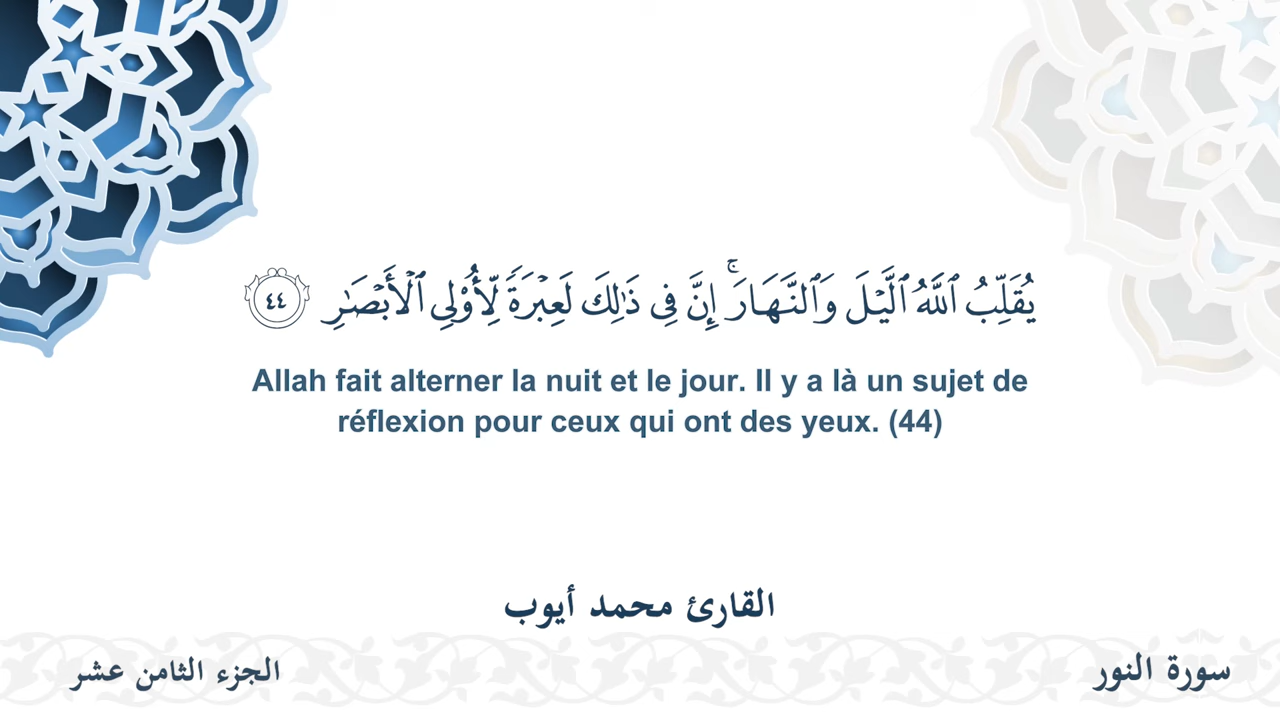 يُقَلِّبُ ٱللَّهُ ٱلَّيْلَ وَٱلنَّهَارَ ۚ إِنَّ فِى ذَٰلِكَ لَعِبْرَةً لِّأُو۟لِى ٱلْأَبْصَـٰرِ ٤٤
Allah fait alterner la nuit et le jour. Il y a là un sujet de
réflexion pour ceux qui ont des yeux. (44)
القارئ محمد أيوب
سورة النور
الجزء الثامن عشر